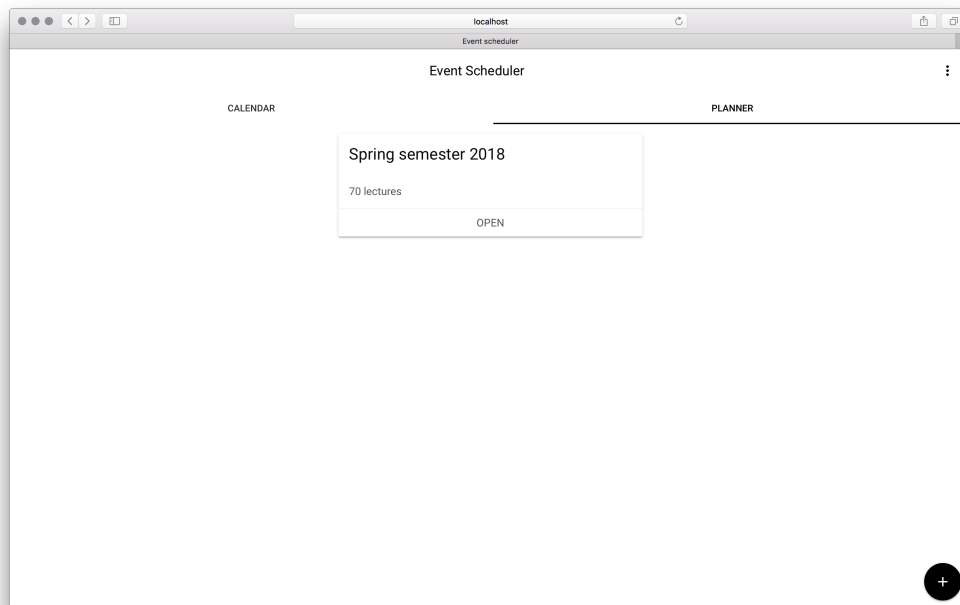 localhost
Event scheduler
Event Scheduler
CALENDAR
PLANNER
Spring semester 2018
70 lectures
OPEN
+